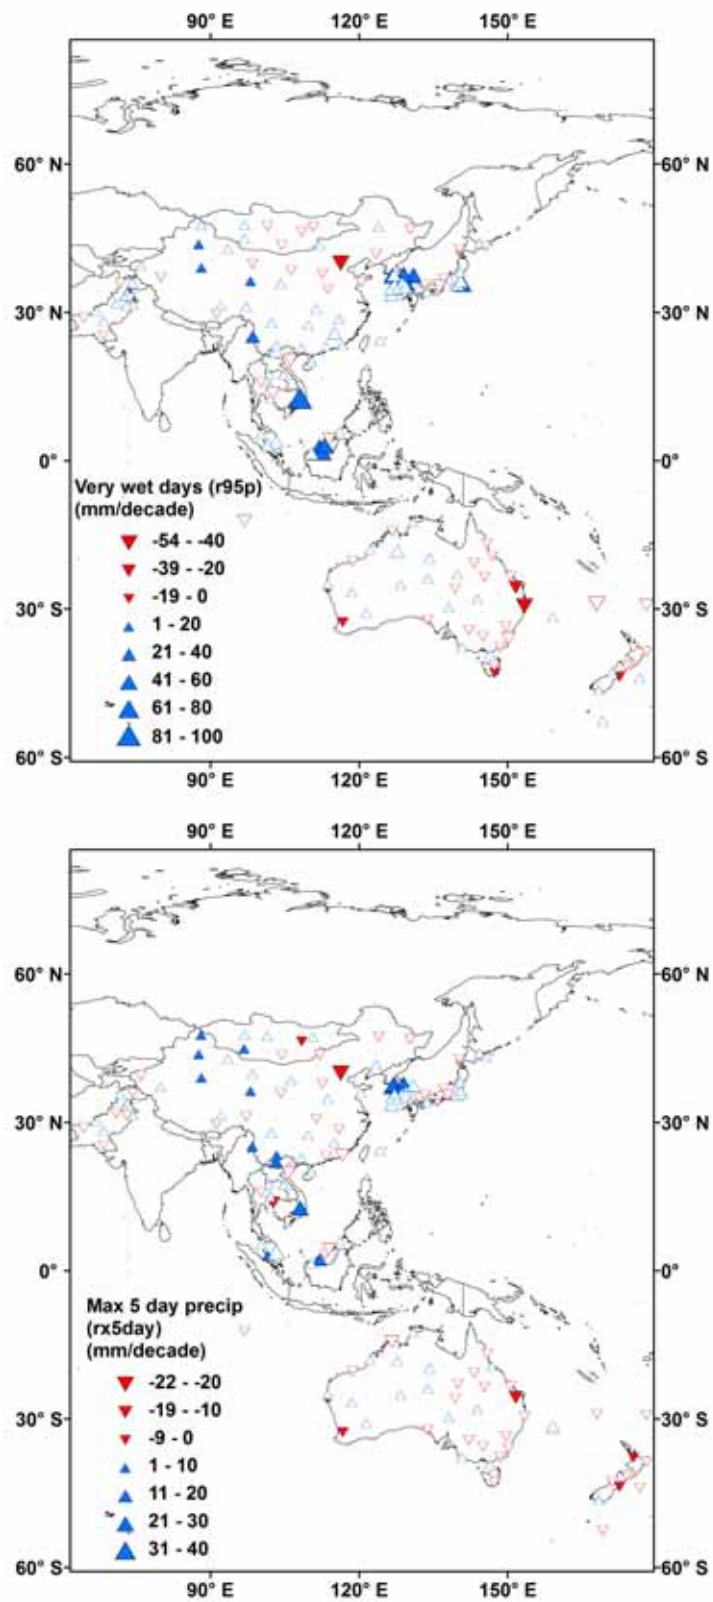 90° E 120° E 150° E
60° N 60° N
30° N 30° N
0° 0°
Very wet days (r95p)
(mm/decade)
-54 - -40
-39 - -20
-19 - 0
1 - 20
21 - 40
41 - 60
61 - 80
81 - 100
30° S 30° S
60° S 60° S
90° E 120° E 150° E
90° E 120° E 150° E
60° N 60° N
30° N 30° N
0° 0°
Max 5 day precip
(rx5day)
(mm/decade)
-22 - -20
-19 - -10
-9 - 0
1 - 10
11 - 20
21 - 30
31 - 40
30° S 30° S
60° S 60° S
90° E 120° E 150° E